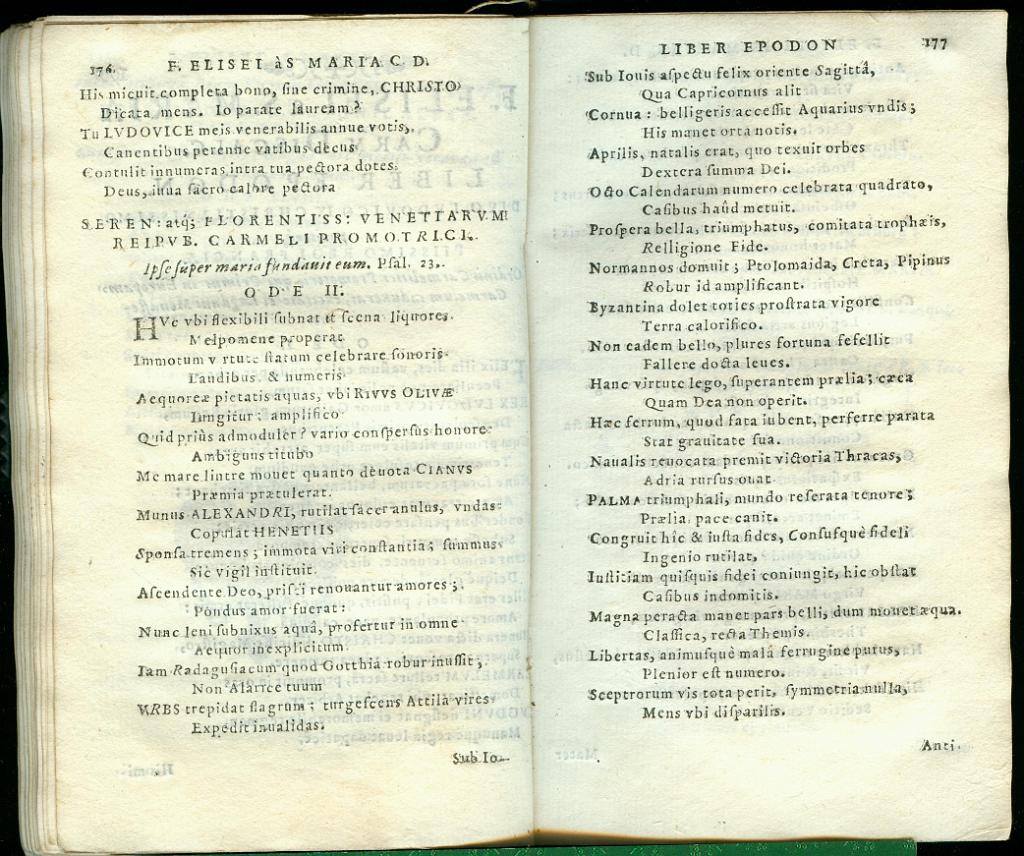 176. F. ELISEI àS MARIA C. D.
His micuit completa bono, sine crimine, CHRISTO
Dicata mens. Io parate lauream?
Tu LVDOVICE meis venerabilis annue votis,
Canentibus perenne vatibus decus
Contulit innumeras intra tua pectora dotes
Deus, sacro calore pectora
SEREN: atq; FLORENTISS: VENETIARVM
REIPVB. CARMELI PROMOTRICI.
Ipse super maria fundauit eum. Psal. 23.
ODE II.
HVc vbi flexibili subnat scena liquore,
Melpomene properat
Immotum vrtute statum celebrare sonoris
Laudibus & numeris
Aequoreæ pietatis aquas, vbi RIVVS OLIVÆ
Iungitur: amplifico
Quid priùs admoduler? vario conspersus honore
Ambiguus titubo
Me mare lintre mouet quanto deuota CIANVS
Præmia prætulerat.
Munus ALEXANDRI, rutilat sacer anulus, vndas
Copulat HENETIIS
Sponsa tremens; immota viri constantia; summus
Sic vigil instituit.
Ascendente Deo, prisci renouantur amores;
Pondus amor fuerat:
Nunc leni subnixus aquâ, profertur in omne
Aequor inexplicitum.
Iam Radagusiacum quod Gotthia robur inussit;
Non Alarice tuum
VRBS trepidat flagrum; turgescens Attila vires
Expedit inualidas.
Sub Io-
LIBER EPODON 177
Sub Iouis aspectu felix oriente Sagittâ,
Qua Capricornus alit
Cornua: belligeris accessit Aquarius vndis;
His manet orta notis.
Aprilis, natalis erat, quo texuit orbes
Dextera summa Dei.
Octo Calendarum numero celebrata quadrato,
Casibus haûd metuit.
Prospera bella, triumphatus, comitata trophæis,
Relligione Fide.
Normannos domuit; Ptolomaida, Creta, Pipinus
Robur id amplificant.
Byzantina dolet toties prostrata vigore
Terra calorifico.
Non eadem bello, plures fortuna fefellit
Fallere docta leues.
Hanc virtute lego, superantem prælia; cæca
Quam Dea non operit.
Hæc ferrum, quod fata iubent, perferre parata
Stat grauitate sua.
Naualis reuocata premit victoria Thracas,
Adria rursus ouat.
PALMA triumphali, mundo reserata tenore;
Prælia, pace canit.
Congruit hîc & iusta fides, Consusquè fideli
Ingenio rutilat,
Iustitiam quisquis fidei coniungit, hic obstat
Casibus indomitis.
Magna peracta manet pars belli, dum mouet æqua.
Classica, recta Themis.
Libertas, animusquè malâ ferrugine purus,
Plenior est numero.
Sceptrorum vis tota perit, symmetria nulla,
Mens vbi disparilis.
Anti-